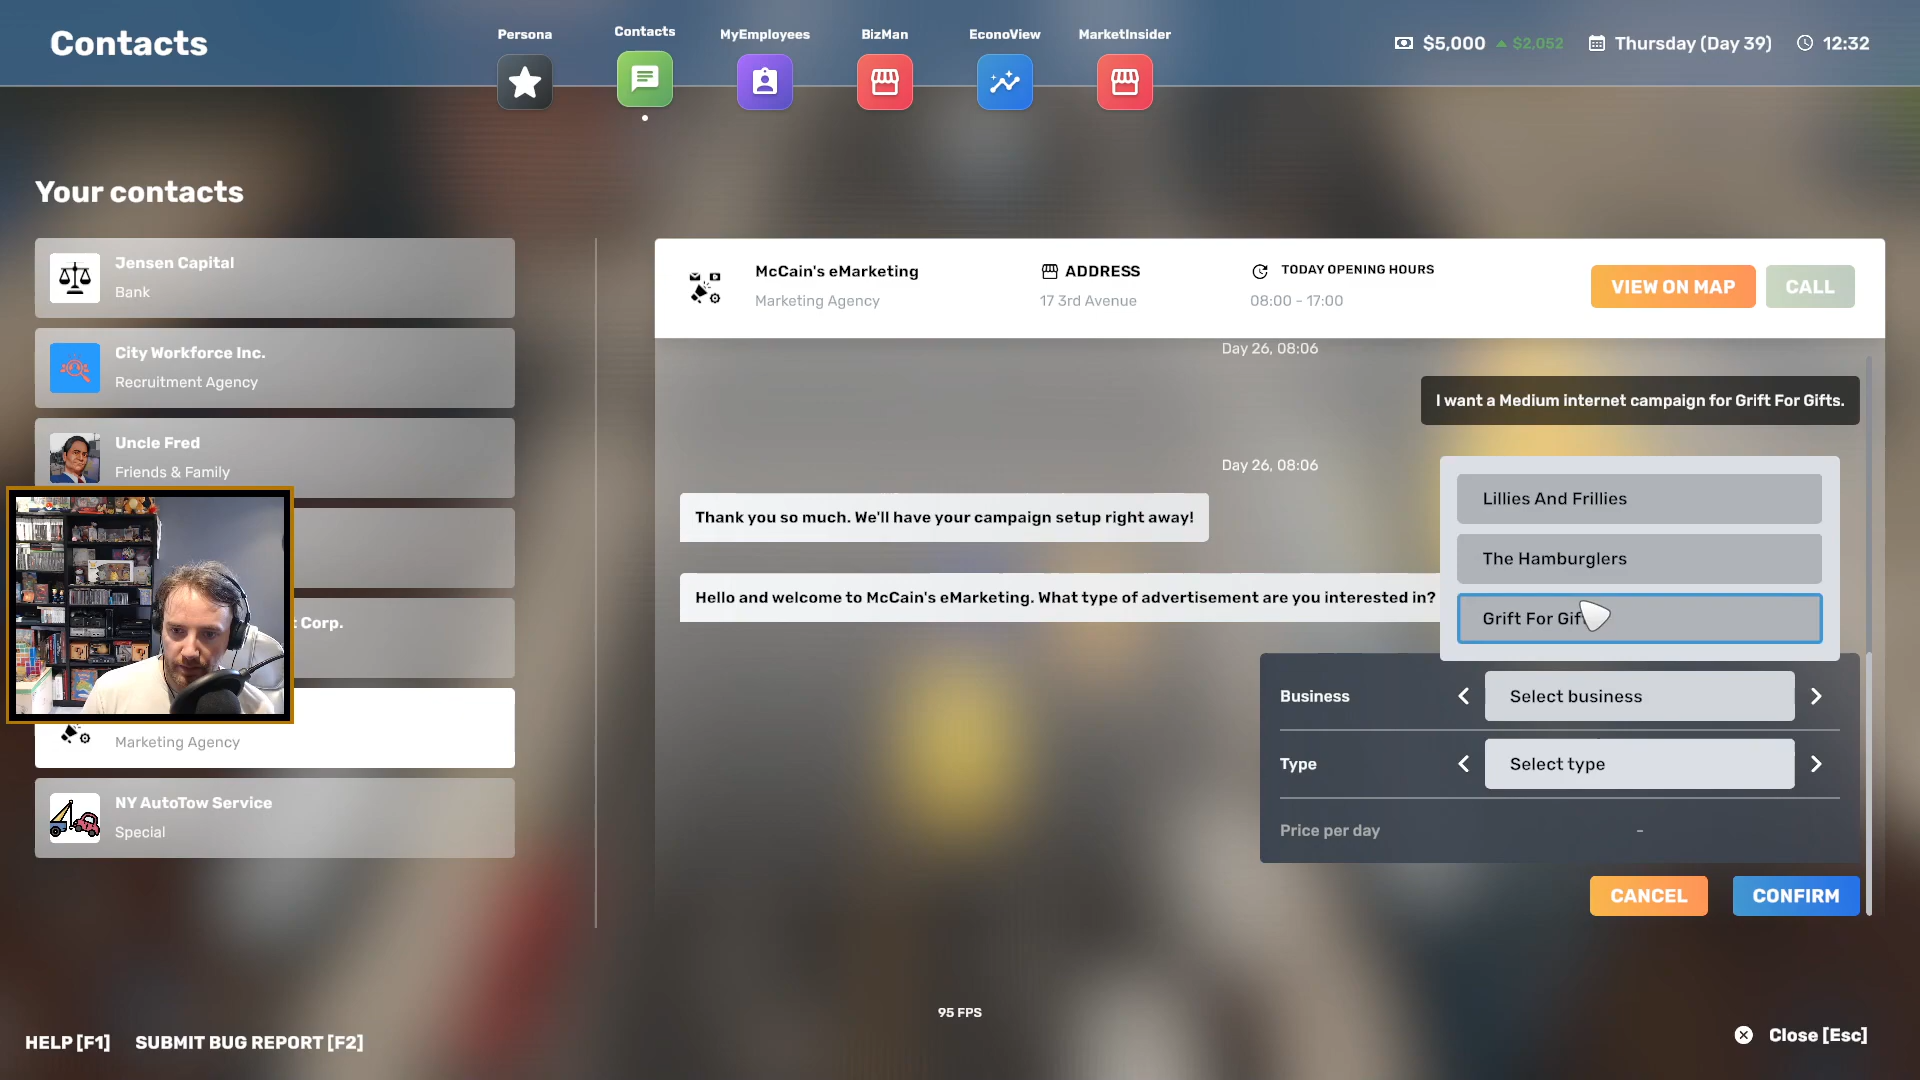 Contacts
Persona
Contacts
MyEmployees
BizMan
EconoView
MarketInsider
$5,000 $2,052 Thursday (Day 39) 12:32
Your contacts
Jensen Capital
Bank
City Workforce Inc.
Recruitment Agency
Uncle Fred
Friends & Family
t Corp.
Marketing Agency
NY AutoTow Service
Special
McCain's eMarketing
Marketing Agency
ADDRESS
17 3rd Avenue
TODAY OPENING HOURS
08:00 - 17:00
VIEW ON MAP
CALL
Day 26, 08:06
I want a Medium internet campaign for Grift For Gifts.
Day 26, 08:06
Thank you so much. We'll have your campaign setup right away!
Hello and welcome to McCain's eMarketing. What type of advertisement are you interested in?
Lillies And Frillies
The Hamburglers
Grift For Gif
Business
Select business
Type
Select type
Price per day -
CANCEL
CONFIRM
95 FPS
HELP [F1] SUBMIT BUG REPORT [F2]
Close [Esc]